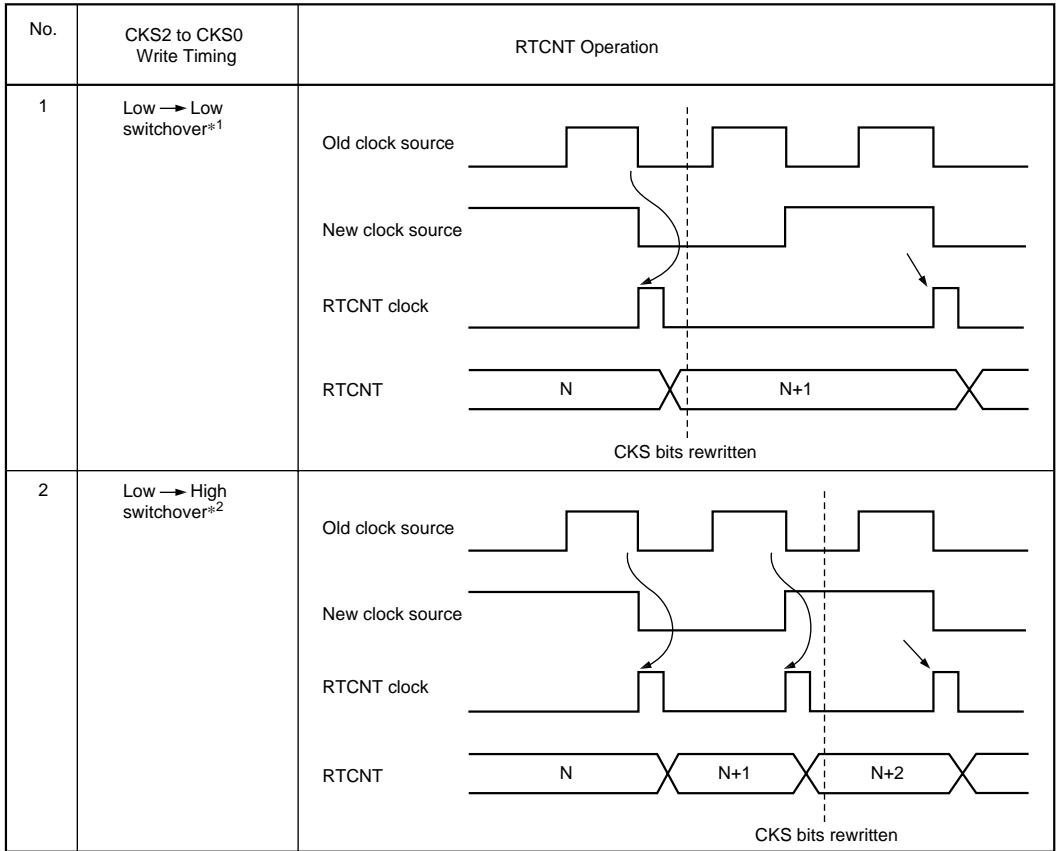 No.
CKS2 to CKS0
Write Timing
RTCNT Operation
1
Low → Low
switchover*1
Old clock source
New clock source
RTCNT clock
RTCNT
N
N+1
CKS bits rewritten
2
Low → High
switchover*2
Old clock source
New clock source
RTCNT clock
RTCNT
N
N+1
N+2
CKS bits rewritten